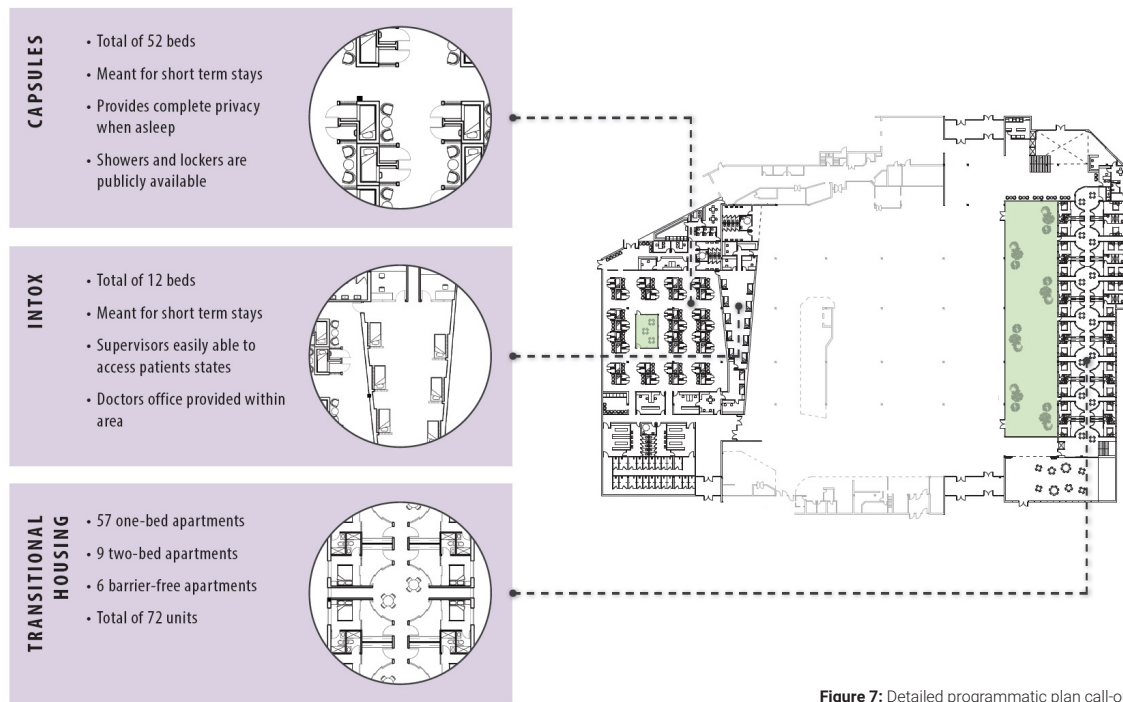 CAPSULES
• Total of 52 beds
• Meant for short term stays
• Provides complete privacy
when asleep
• Showers and lockers are
publicly available
INTOX
• Total of 12 beds
• Meant for short term stays
• Supervisors easily able to
access patients states
• Doctors office provided within
area
TRANSITIONAL
HOUSING
• 57 one-bed apartments
• 9 two-bed apartments
• 6 barrier-free apartments
• Total of 72 units
Figure 7: Detailed programmatic plan call-o